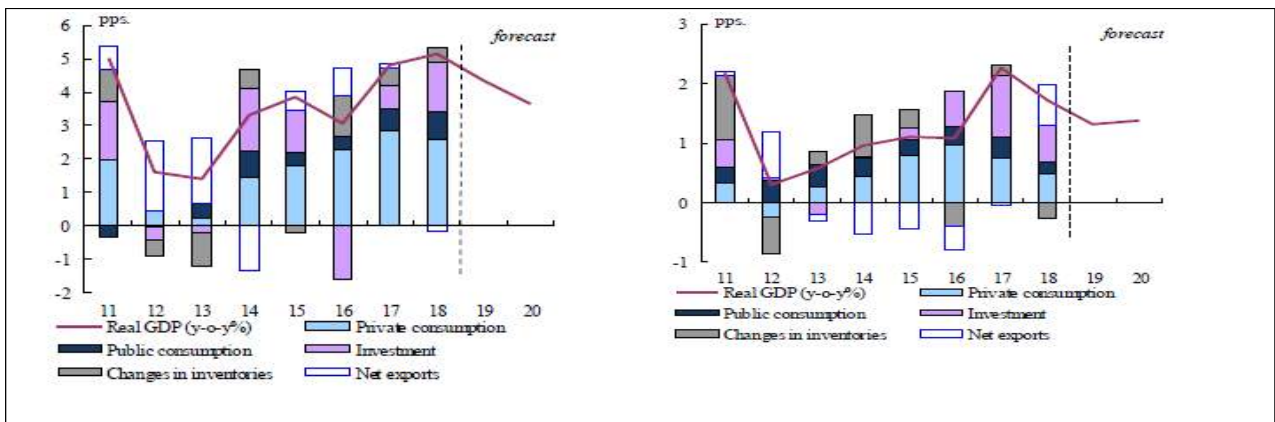 pps.
forecast
6
5
4
3
2
1
0
-1
-2
11 12 13 14 15 16 17 18 19 20
Real GDP (y-o-y%) Private consumption
Public consumption Investment
Changes in inventories Net exports
pps.
forecast
3
2
1
0
-1
11 12 13 14 15 16 17 18 19 20
Real GDP (y-o-y%) Private consumption
Public consumption Investment
Changes in inventories Net exports